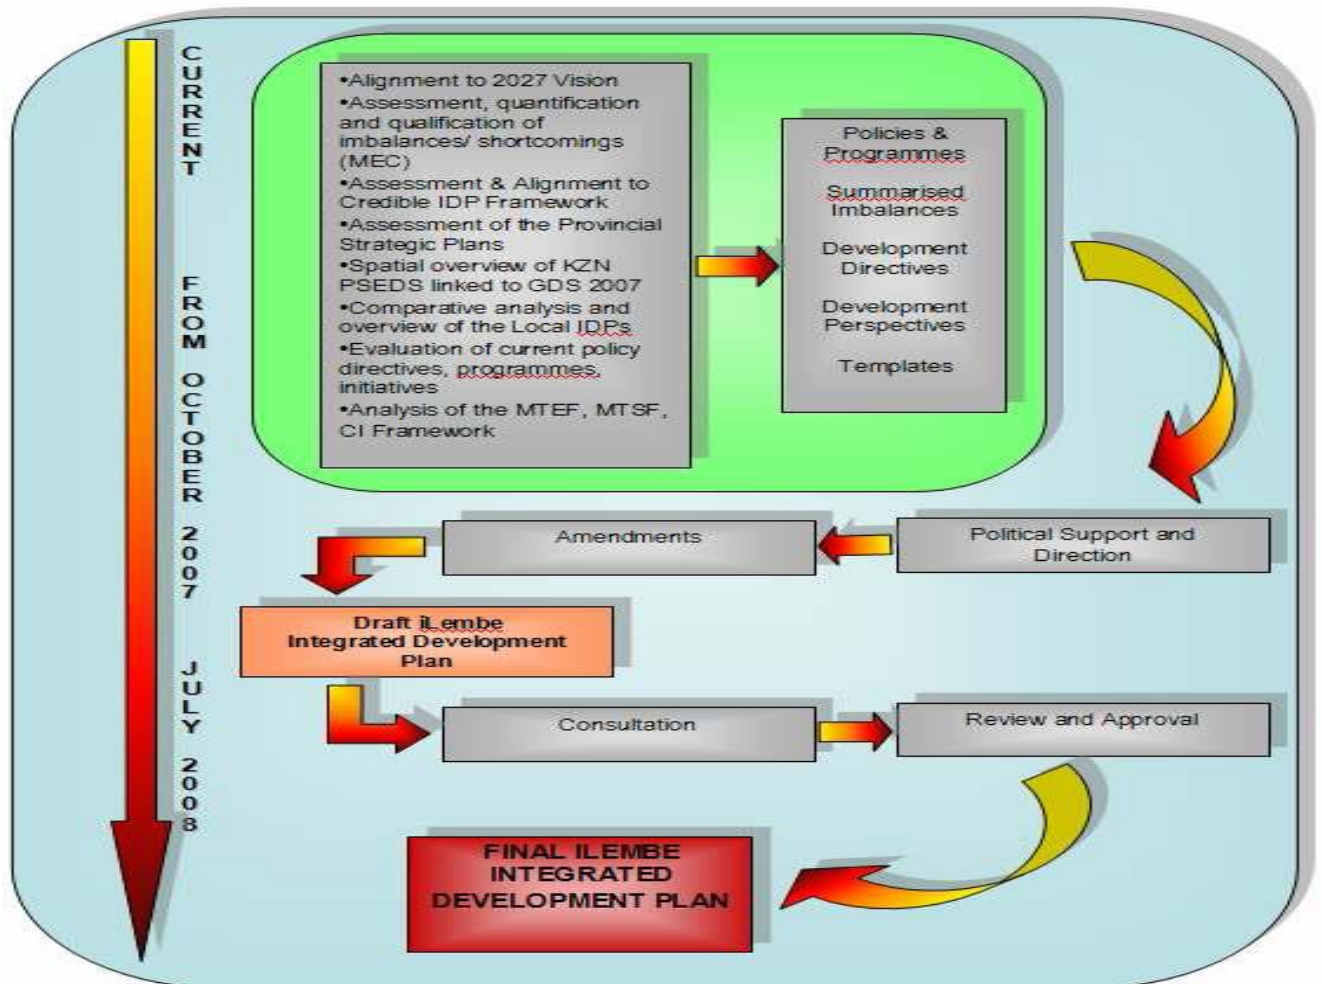 CURRENT
FROM OCTOBER 2007
JULY 2008
•Alignment to 2027 Vision
•Assessment, quantification
and qualification of
imbalances/ shortcomings
(MEC)
•Assessment & Alignment to
Credible IDP Framework
•Assessment of the Provincial
Strategic Plans
•Spatial overview of KZN
PSEDS linked to GDS 2007
•Comparative analysis and
overview of the Local IDPs
•Evaluation of current policy
directives, programmes,
initiatives
•Analysis of the MTEF, MTSF,
CI Framework
Policies &
Programmes
Summarised
Imbalances
Development
Directives
Development
Perspectives
Templates
Political Support and
Direction
Amendments
Draft iLembe
Integrated Development
Plan
Consultation
Review and Approval
FINAL ILEMBE
INTEGRATED
DEVELOPMENT PLAN